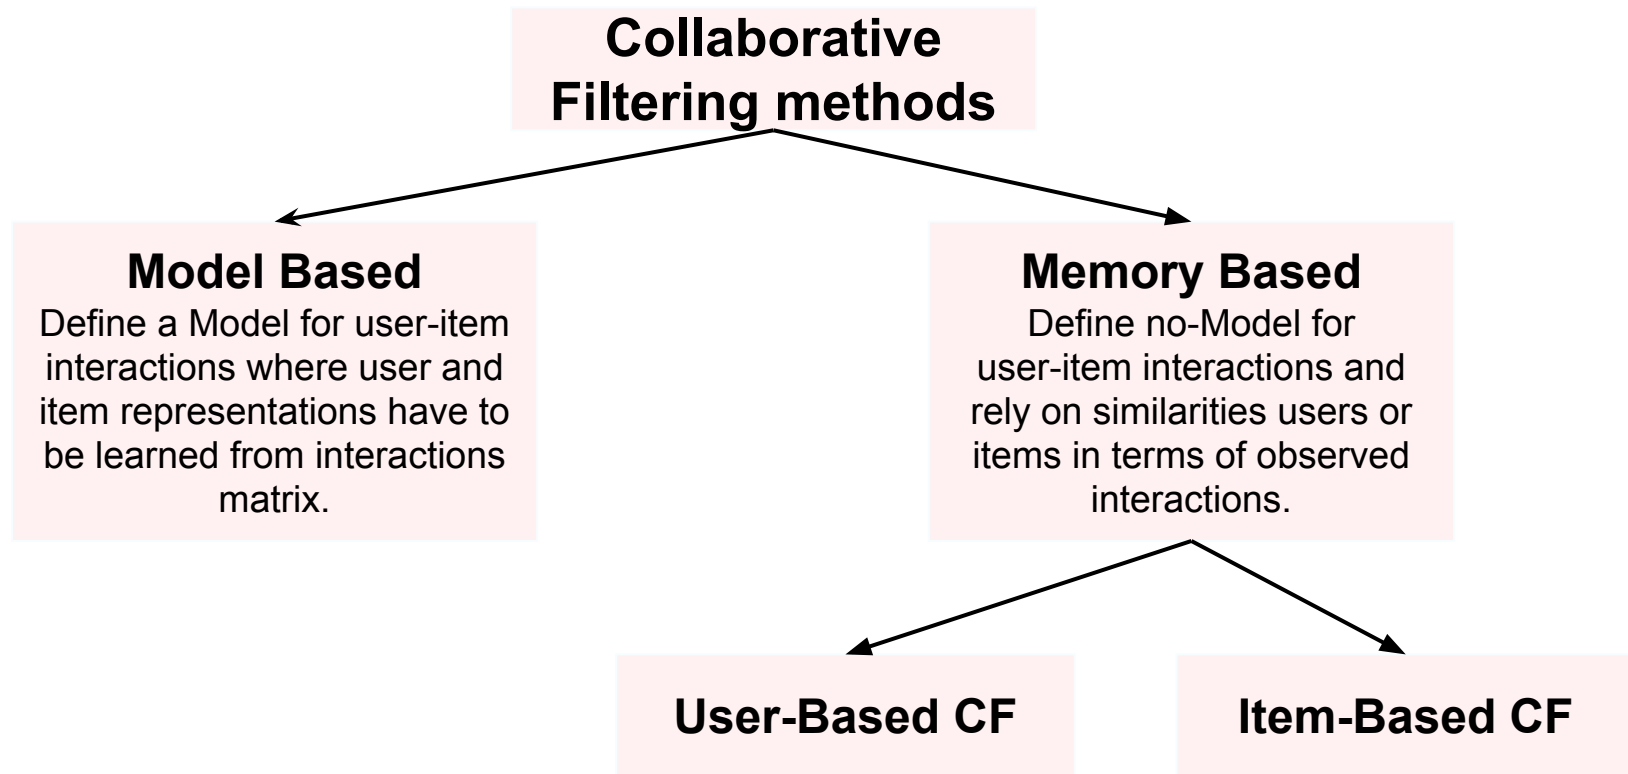 Collaborative
Filtering methods
Model Based
Define a Model for user-item
interactions where user and
item representations have to
be learned from interactions
matrix.
Memory Based
Define no-Model for
user-item interactions and
rely on similarities users or
items in terms of observed
interactions.
User-Based CF
Item-Based CF